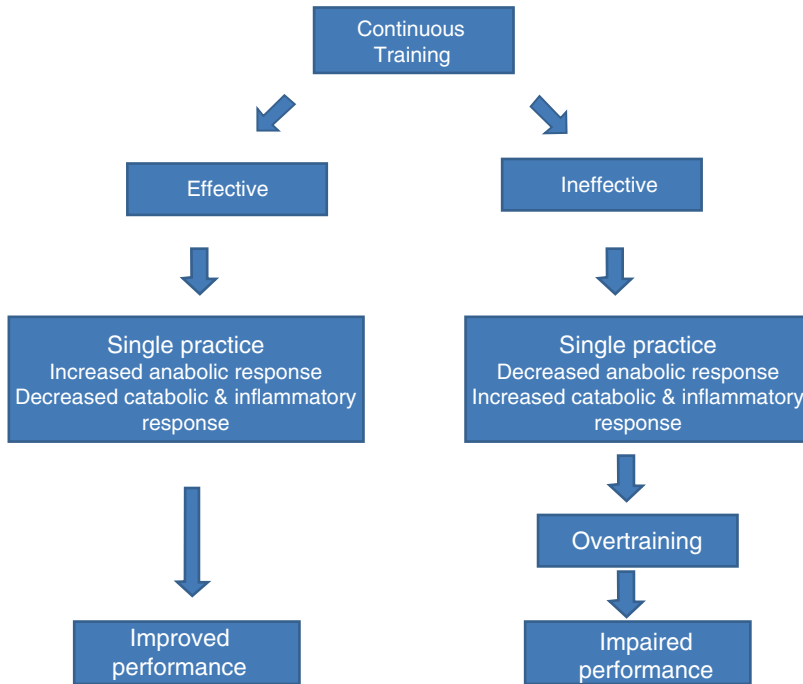 Continuous
Training
Effective
Ineffective
Single practice
Increased anabolic response
Decreased catabolic & inflammatory
response
Single practice
Decreased anabolic response
Increased catabolic & inflammatory
response
Overtraining
Improved
performance
Impaired
performance